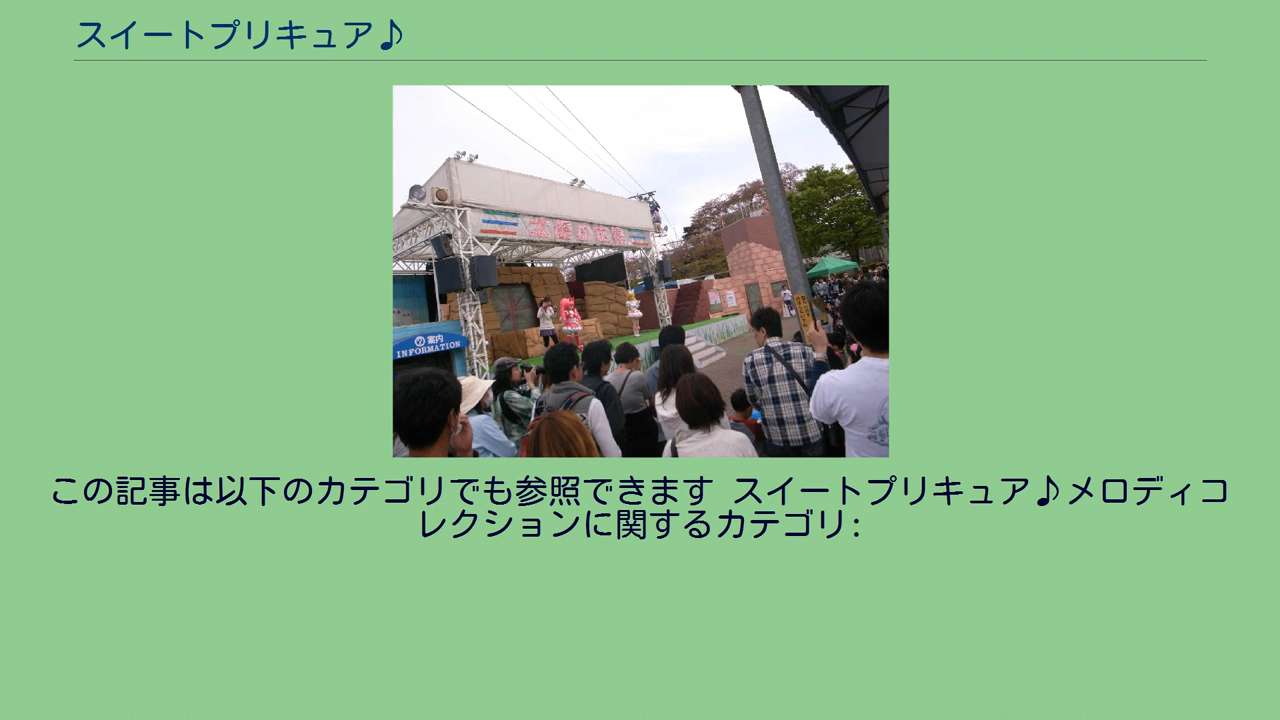 スイートプリキュア♪
案内
INFORMATION
この記事は以下のカテゴリでも参照できます スイートプリキュア♪メロディコ
レクションに関するカテゴリ: